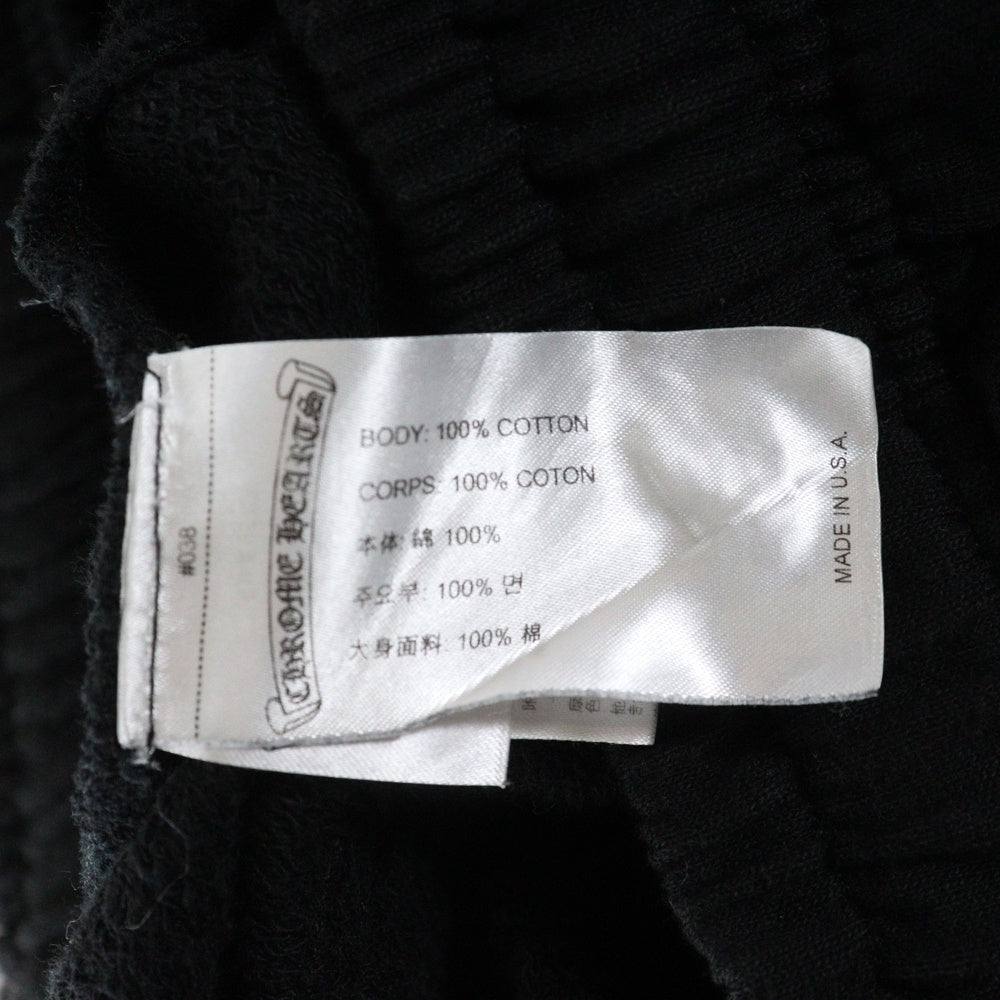 #038
CHROME HEARTS
BODY: 100% COTTON
CORPS: 100% COTON
本体: 綿 100%
주요부: 100% 면
大身面料: 100% 棉
MADE IN U.S.A.